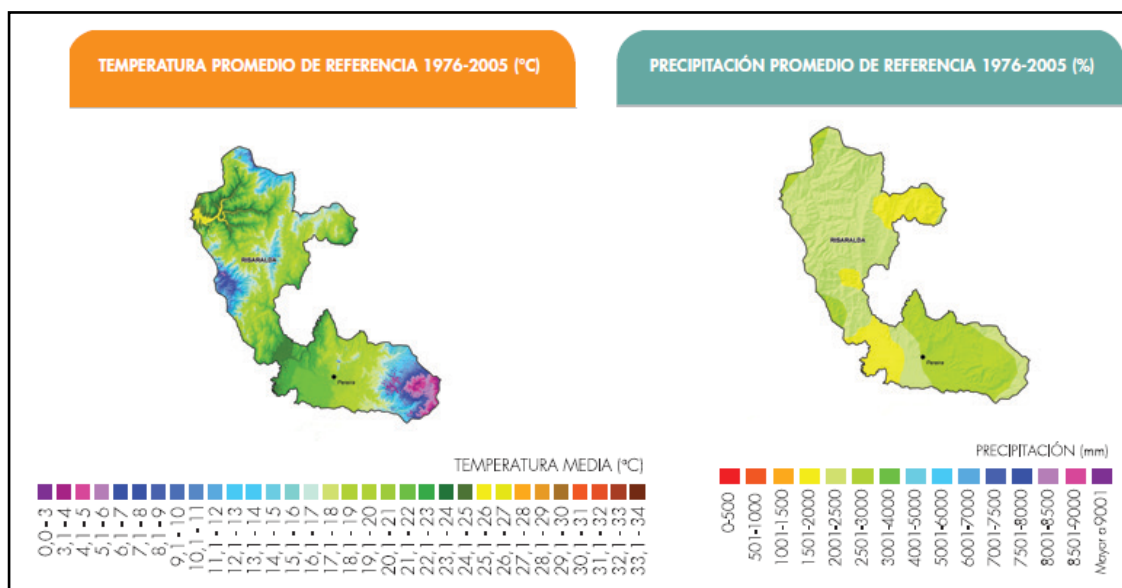 TEMPERATURA PROMEDIO DE REFERENCIA 1976-2005 (°C)
PRECIPITACIÓN PROMEDIO DE REFERENCIA 1976-2005 (%)
RISARALDA
Pereira
RISARALDA
Pereira
TEMPERATURA MEDIA (°C)
0,0 - 3
3,1 - 4
4,1 - 5
5,1 - 6
6,1 - 7
7,1 - 8
8,1 - 9
9,1 - 10
10,1 - 11
11,1 - 12
12,1 - 13
13,1 - 14
14,1 - 15
15,1 - 16
16,1 - 17
17,1 - 18
18,1 - 19
19,1 - 20
20,1 - 21
21,1 - 22
22,1 - 23
23,1 - 24
24,1 - 25
25,1 - 26
26,1 - 27
27,1 - 28
28,1 - 29
29,1 - 30
30,1 - 31
31,1 - 32
32,1 - 33
33,1 - 34
PRECIPITACIÓN (mm)
0-500
501-1000
1001-1500
1501-2000
2001-2500
2501-3000
3001-4000
4001-5000
5001-6000
6001-7000
7001-7500
7501-8000
8001-8500
8501-9000
Mayor a 9001